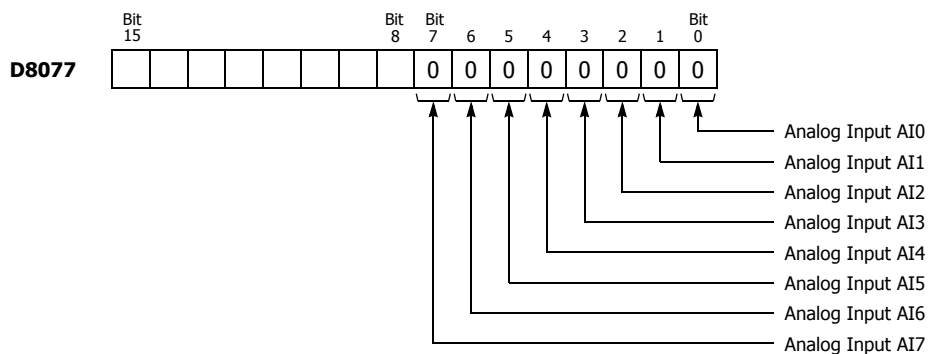 Bit Bit Bit Bit
15 8 7 6 5 4 3 2 1 0
D8077 0 0 0 0 0 0 0 0
Analog Input AI0
Analog Input AI1
Analog Input AI2
Analog Input AI3
Analog Input AI4
Analog Input AI5
Analog Input AI6
Analog Input AI7